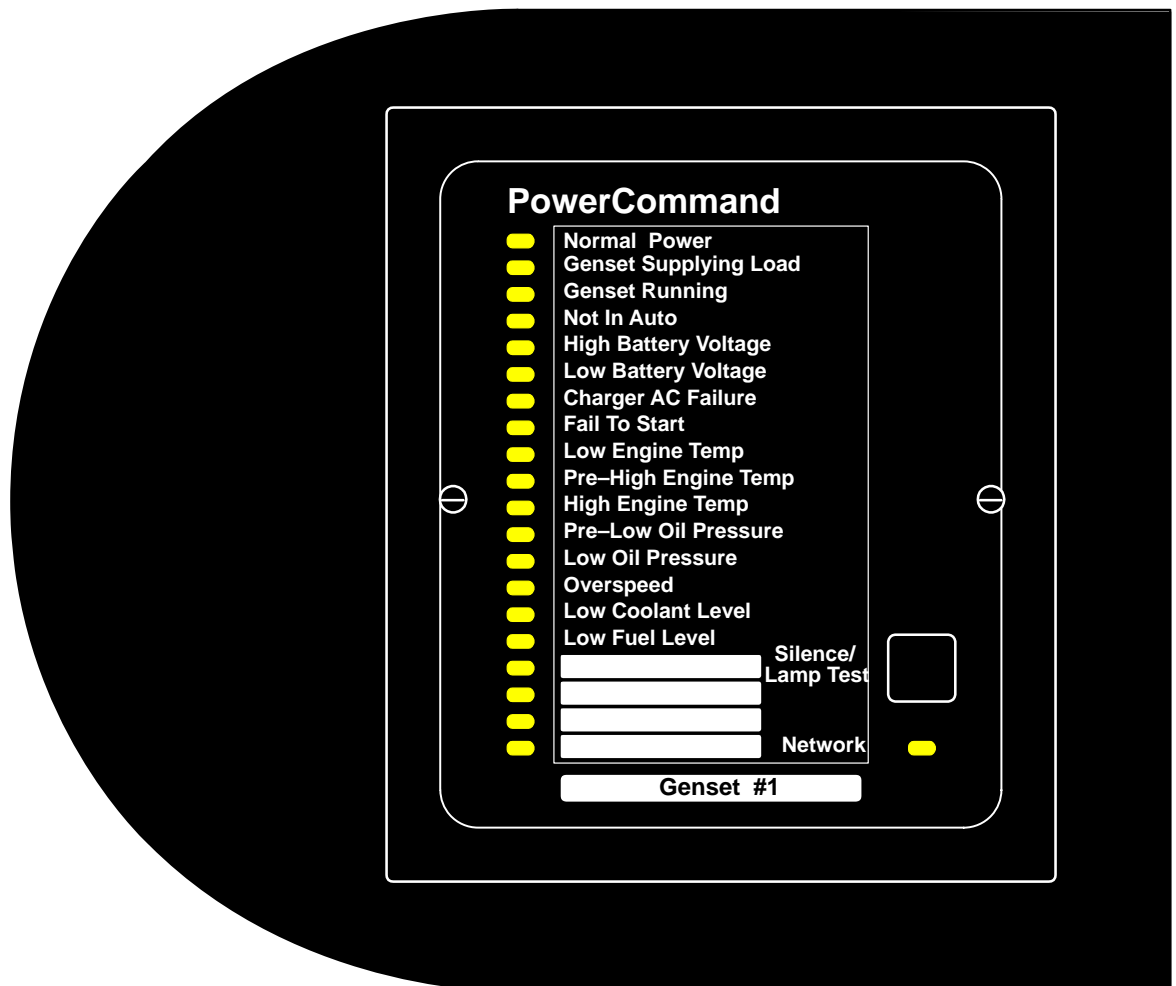 PowerCommand
Normal Power
Genset Supplying Load
Genset Running
Not In Auto
High Battery Voltage
Low Battery Voltage
Charger AC Failure
Fail To Start
Low Engine Temp
Pre–High Engine Temp
High Engine Temp
Pre–Low Oil Pressure
Low Oil Pressure
Overspeed
Low Coolant Level
Low Fuel Level
Silence/
Lamp Test
Network
Genset #1